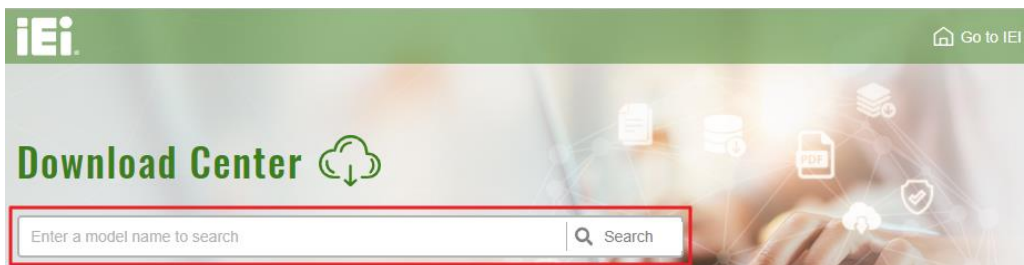 iEi
Go to IEI
Download Center
Enter a model name to search
Search
PDF